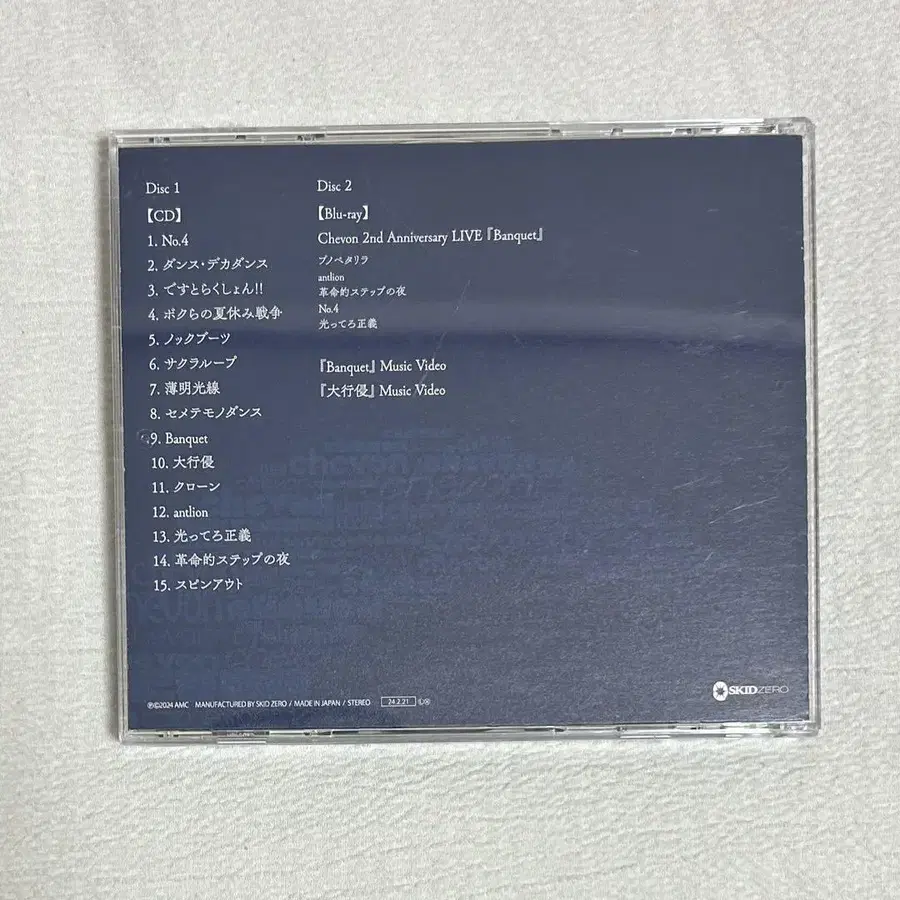 Disc 1
【CD】
1. No.4
2. ダンス・デカダンス
3. ですとらくしょん!!
4. ボクらの夏休み戦争
5. ノックブーツ
6. サクラループ
7. 薄明光線
8. セメテモノダンス
9. Banquet
10. 大行侵
11. クローン
12. antlion
13. 光ってろ正義
14. 革命的ステップの夜
15. スピンアウト
Disc 2
【Blu-ray】
Chevon 2nd Anniversary LIVE『Banquet』
プノペタリラ
antlion
革命的ステップの夜
No.4
光ってろ正義
『Banquet』 Music Video
『大行侵』 Music Video
chevon
℗©2024 AMC MANUFACTURED BY SKID ZERO / MADE IN JAPAN / STEREO 24.2.21 Ⓛ Ⓧ
SKIDZERO